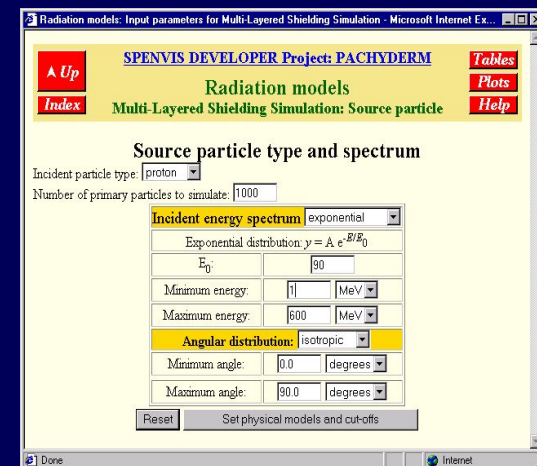 Radiation models: Input parameters for Multi-Layered Shielding Simulation - Microsoft Internet Ex...
Up
Index
SPENVIS DEVELOPER Project: PACHYDERM
Radiation models
Multi-Layered Shielding Simulation: Source particle
Tables
Plots
Help
Source particle type and spectrum
Incident particle type: proton
Number of primary particles to simulate: 1000
Incident energy spectrum exponential
Exponential distribution: y = A e-E/E0
E0: 90
Minimum energy: 1 MeV
Maximum energy: 600 MeV
Angular distribution: isotropic
Minimum angle: 0.0 degrees
Maximum angle: 90.0 degrees
Reset Set physical models and cut-offs
Done Internet